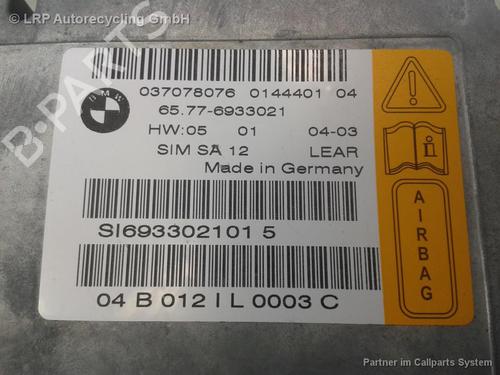 LRP Autorecycling GmbH
B-PARTS
BMW
037078076 0144401 04
65.77-6933021
HW:05 01 04-03
SIM SA 12 LEAR
Made in Germany
SI693302101 5
04 B 012 I L 0003 C
AIRBAG
Partner im Callparts System